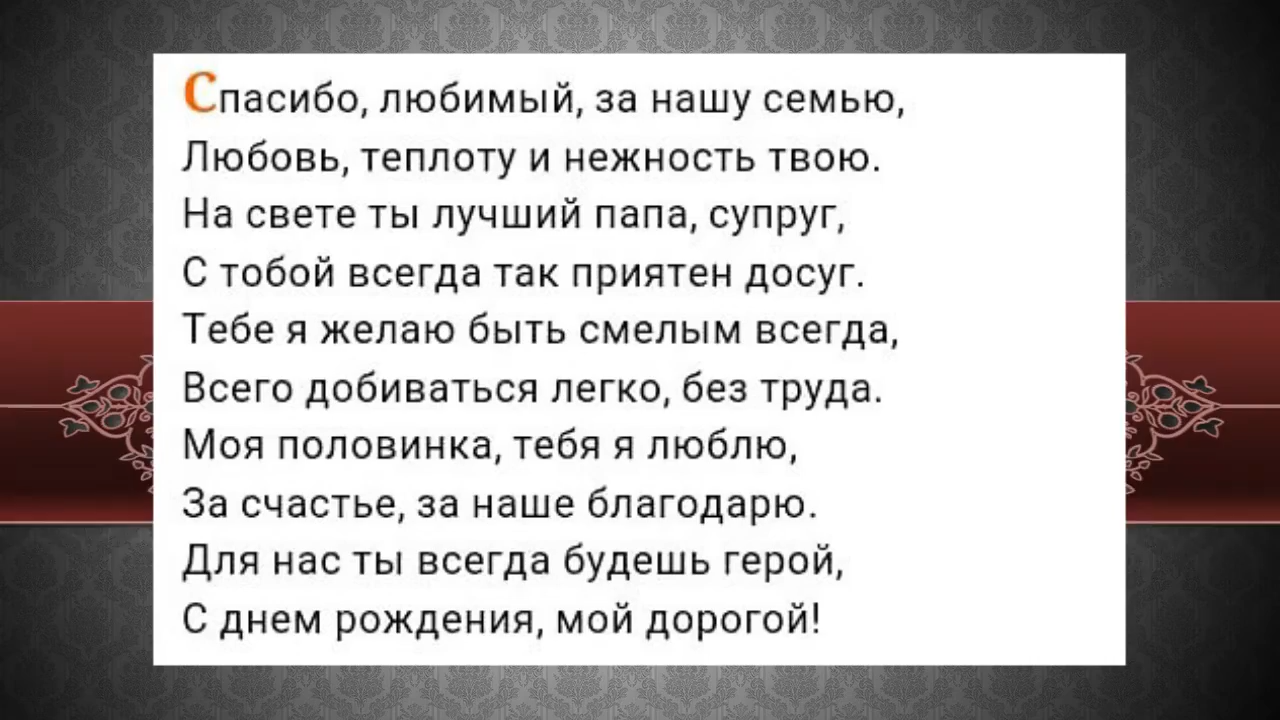 Спасибо, любимый, за нашу семью,
Любовь, теплоту и нежность твою.
На свете ты лучший папа, супруг,
С тобой всегда так приятен досуг.
Тебе я желаю быть смелым всегда,
Всего добиваться легко, без труда.
Моя половинка, тебя я люблю,
За счастье, за наше благодарю.
Для нас ты всегда будешь герой,
С днем рождения, мой дорогой!